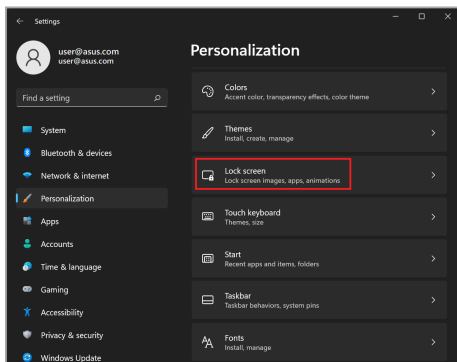 Settings
user@asus.com
user@asus.com
Find a setting
System
Bluetooth & devices
Network & internet
Personalization
Apps
Accounts
Time & language
Gaming
Accessibility
Privacy & security
Windows Update
Personalization
Colors
Accent color, transparency effects, color theme
Themes
Install, create, manage
Lock screen
Lock screen images, apps, animations
Touch keyboard
Themes, size
Start
Recent apps and items, folders
Taskbar
Taskbar behaviors, system pins
Fonts
Install, manage